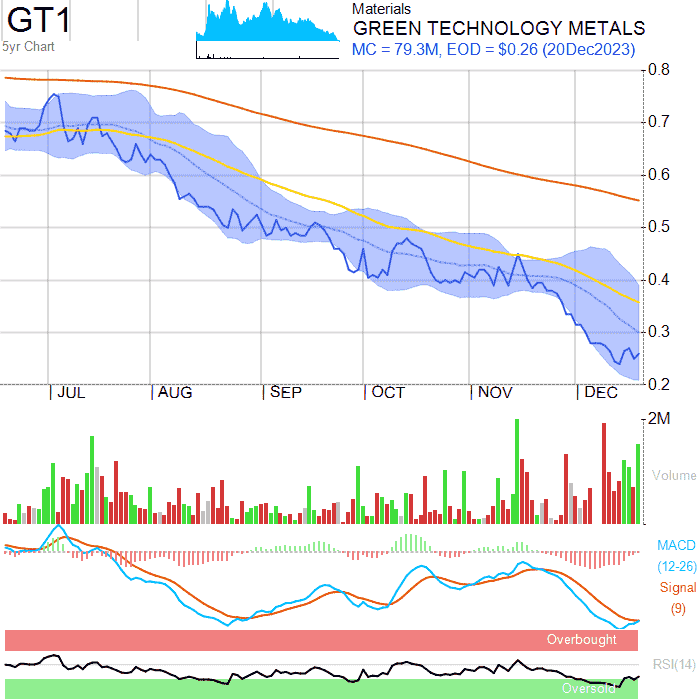 GT1
5yr Chart
Materials
GREEN TECHNOLOGY METALS
MC = 79.3M, EOD = $0.26 (20Dec2023)
0.8
0.7
0.6
0.5
0.4
0.3
0.2
JUL AUG SEP OCT NOV DEC
2M
Volume
MACD
(12-26)
Signal
(9)
Overbought
RSI(14)
Oversold